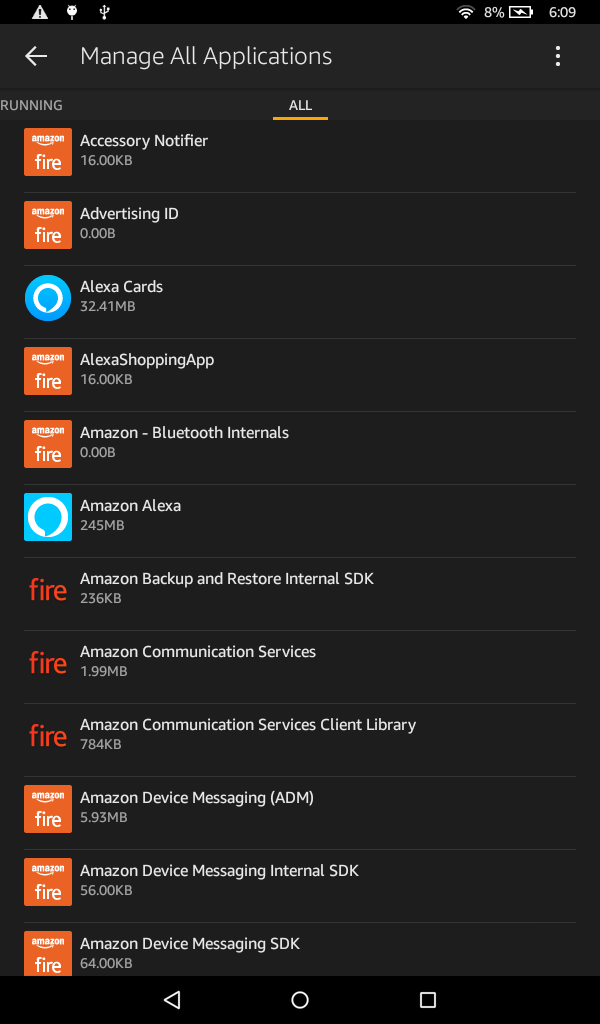 8% 6:09
Manage All Applications
RUNNING ALL
amazon
fire
Accessory Notifier
16.00KB
amazon
fire
Advertising ID
0.00B
Alexa Cards
32.41MB
amazon
fire
AlexaShoppingApp
16.00KB
amazon
fire
Amazon - Bluetooth Internals
0.00B
Amazon Alexa
245MB
fire
Amazon Backup and Restore Internal SDK
236KB
fire
Amazon Communication Services
1.99MB
fire
Amazon Communication Services Client Library
784KB
amazon
fire
Amazon Device Messaging (ADM)
5.93MB
amazon
fire
Amazon Device Messaging Internal SDK
56.00KB
amazon
fire
Amazon Device Messaging SDK
64.00KB